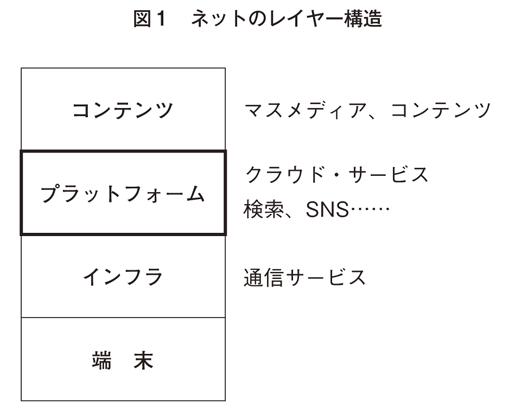 図1　ネットのレイヤー構造
コンテンツ
マスメディア、コンテンツ
プラットフォーム
クラウド・サービス
検索、SNS……
インフラ
通信サービス
端　末